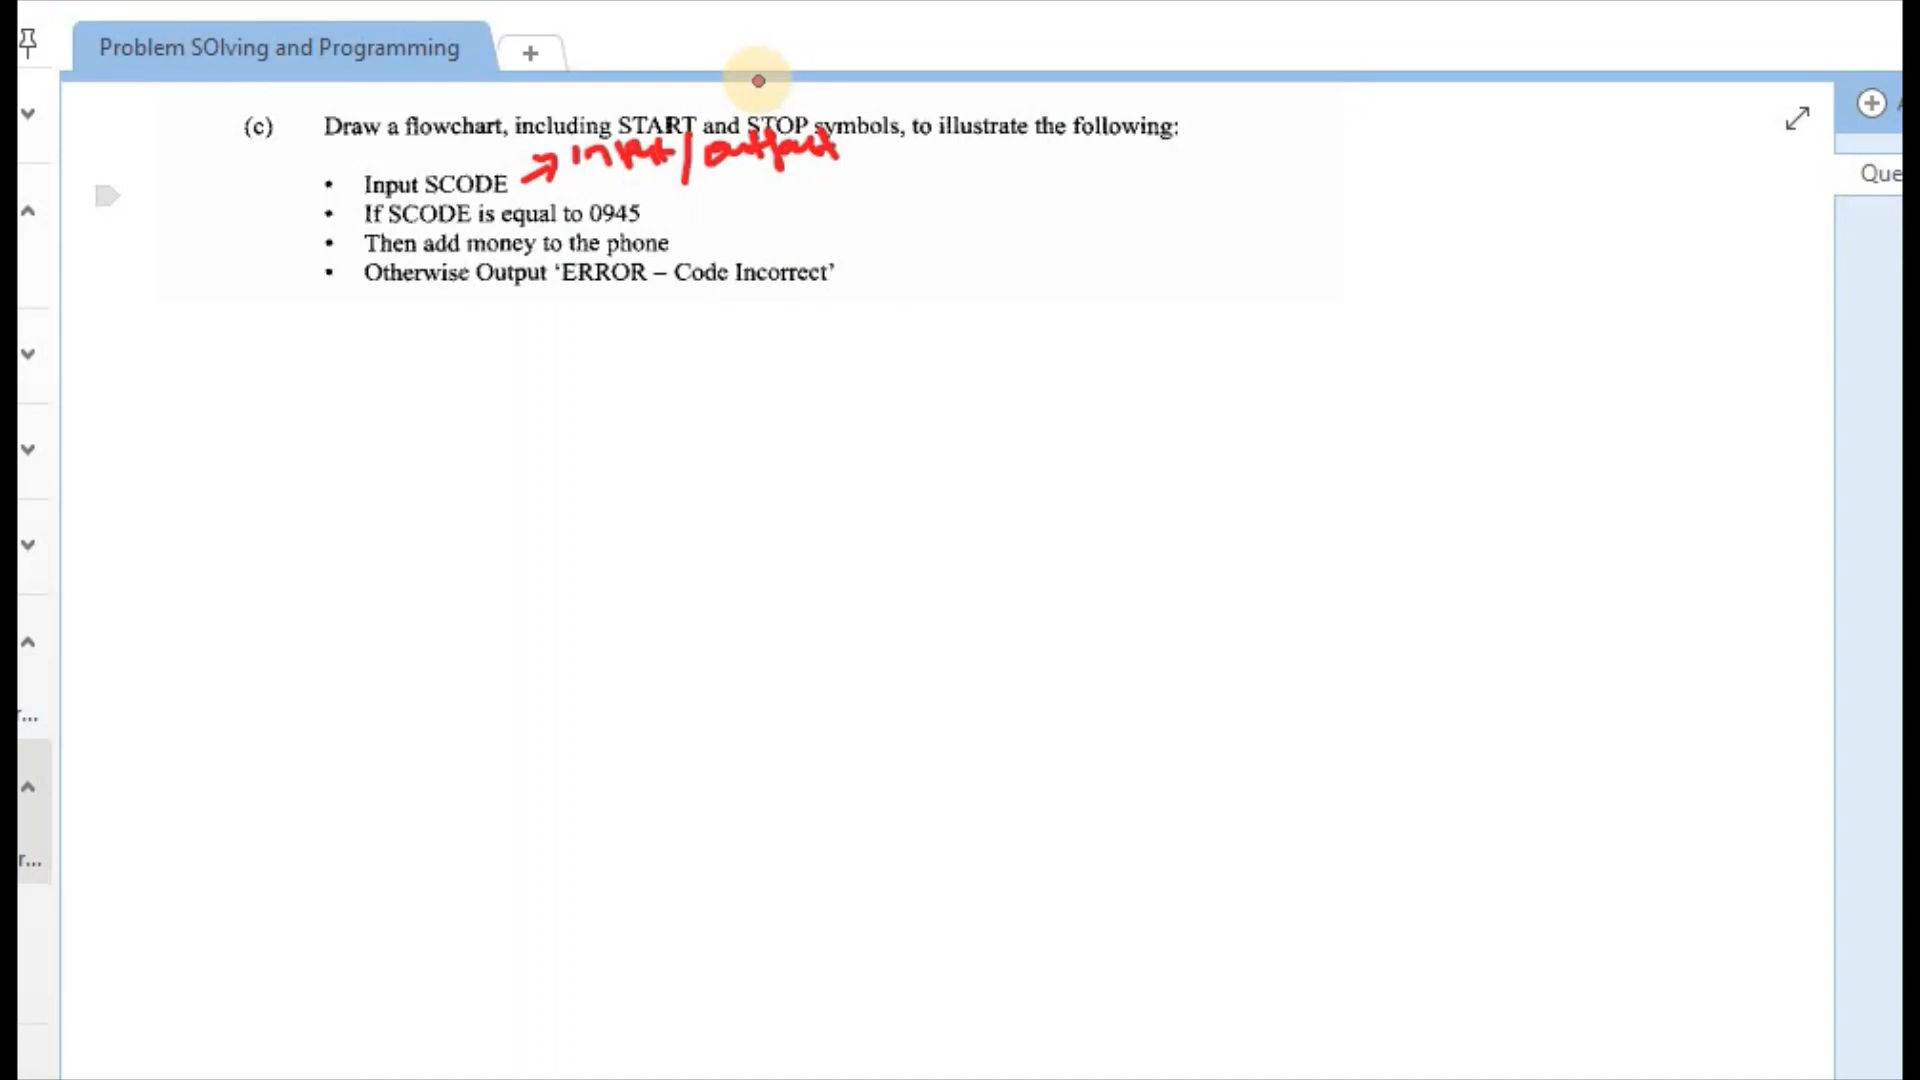 Problem SOlving and Programming
+
(c) Draw a flowchart, including START and STOP symbols, to illustrate the following:
input / output
• Input SCODE
Que
• If SCODE is equal to 0945
• Then add money to the phone
• Otherwise Output ‘ERROR – Code Incorrect’
r...
r...